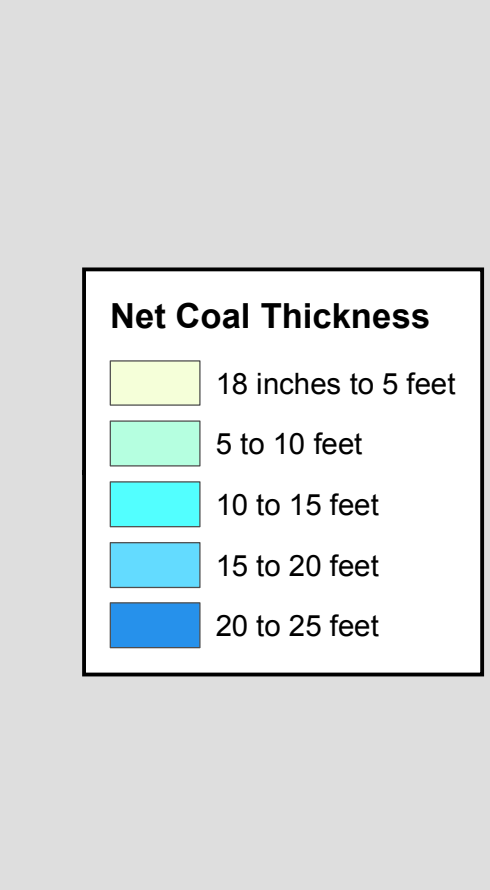 Net Coal Thickness
18 inches to 5 feet
5 to 10 feet
10 to 15 feet
15 to 20 feet
20 to 25 feet